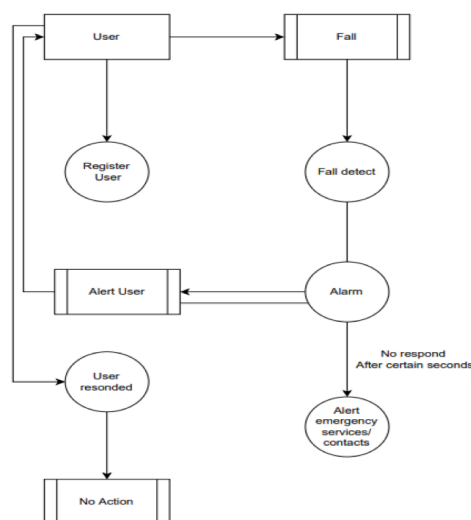 User
Fall
Register
User
Fall detect
Alert User
Alarm
User
resonded
No respond
After certain seconds
Alert
emergency
services/
contacts
No Action